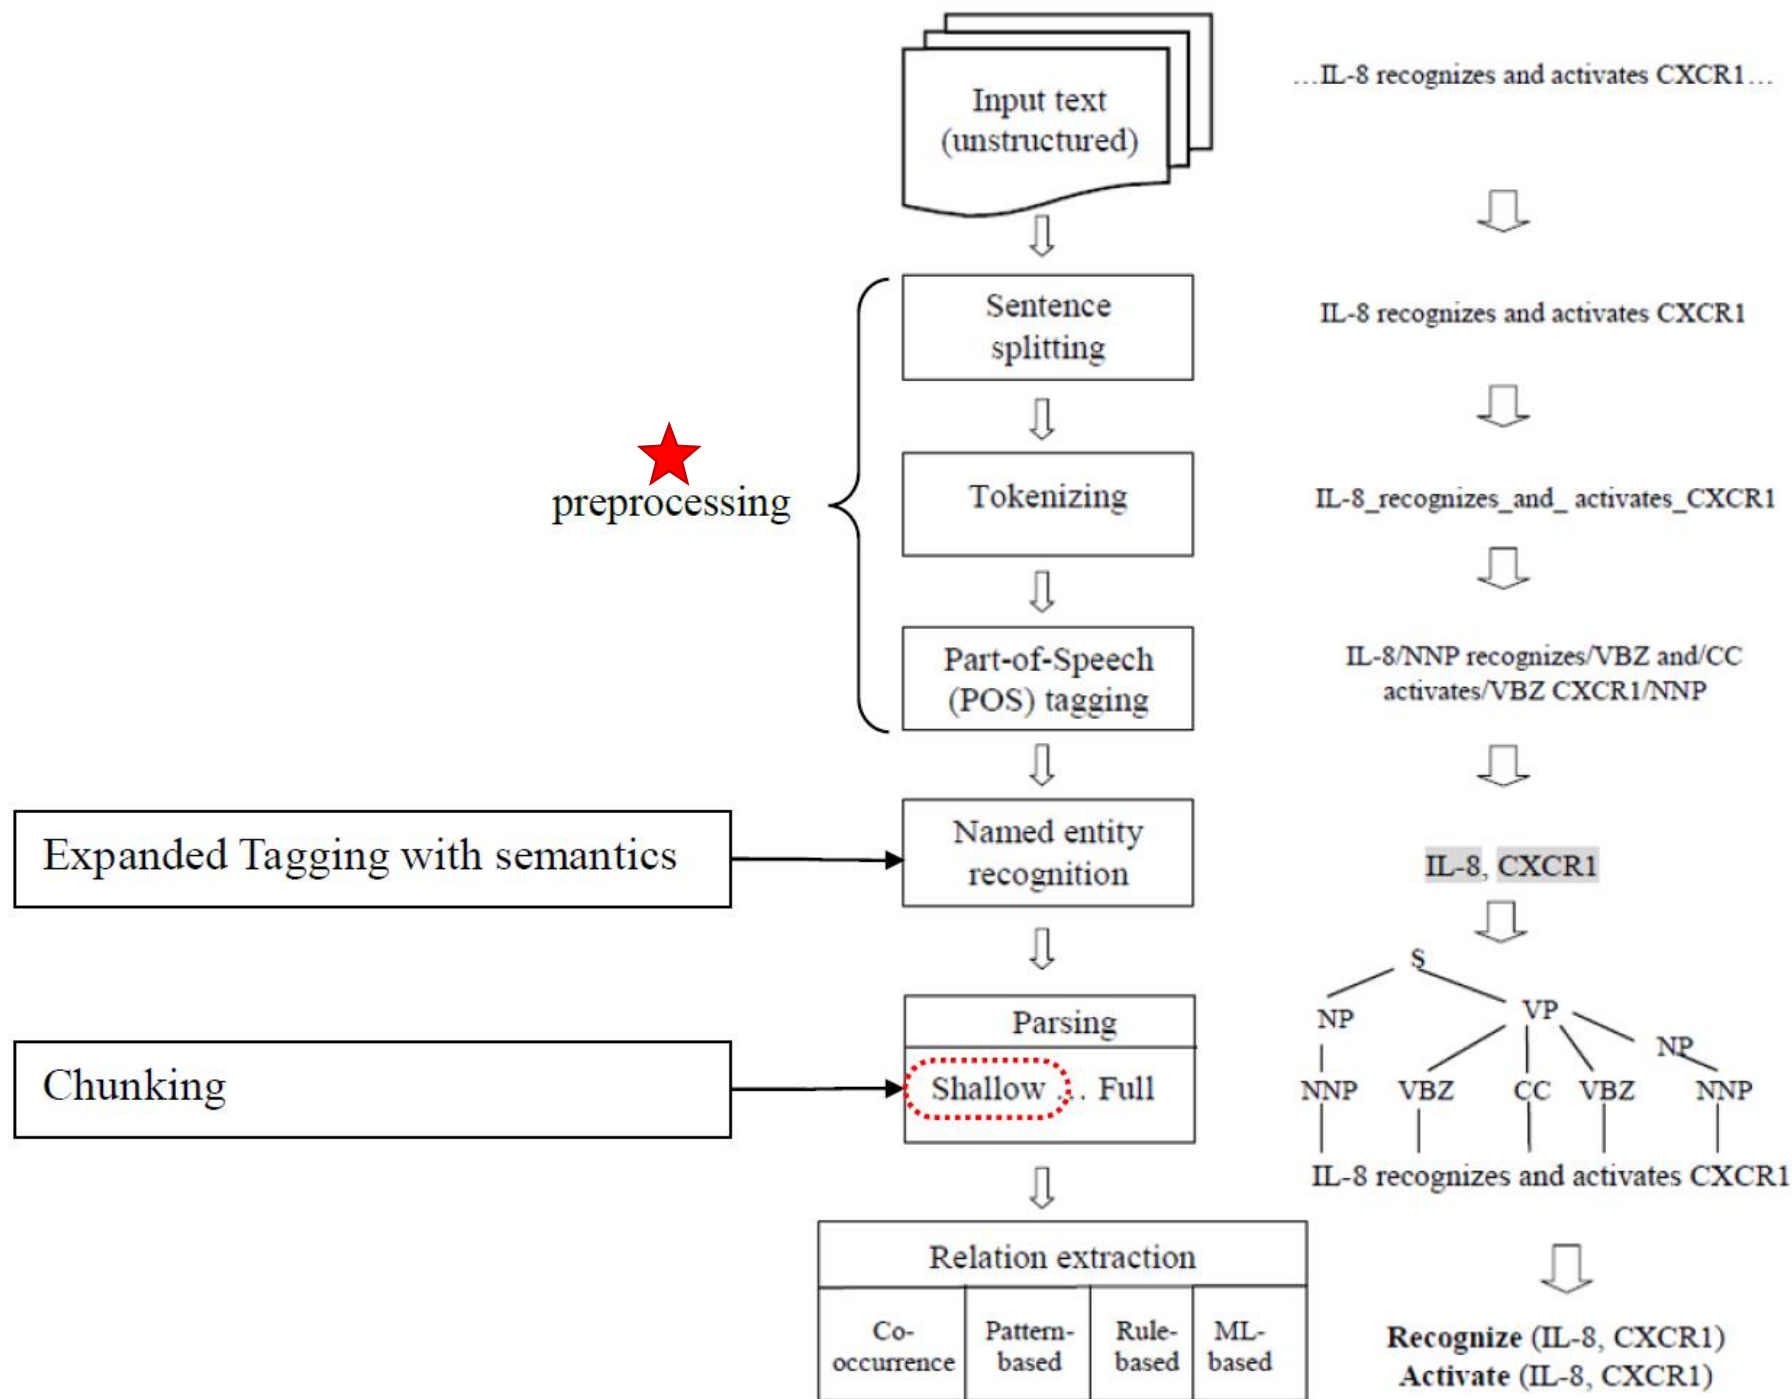 Input text
(unstructured)
…IL-8 recognizes and activates CXCR1…
Sentence
splitting
IL-8 recognizes and activates CXCR1
preprocessing
Tokenizing
IL-8_recognizes_and_ activates_CXCR1
Part-of-Speech
(POS) tagging
IL-8/NNP recognizes/VBZ and/CC
activates/VBZ CXCR1/NNP
Expanded Tagging with semantics
Named entity
recognition
IL-8, CXCR1
Chunking
Parsing
Shallow … Full
S
NP VP
NP
NNP VBZ CC VBZ NNP
IL-8 recognizes and activates CXCR1
Relation extraction
Co-
occurrence
Pattern-
based
Rule-
based
ML-
based
Recognize (IL-8, CXCR1)
Activate (IL-8, CXCR1)